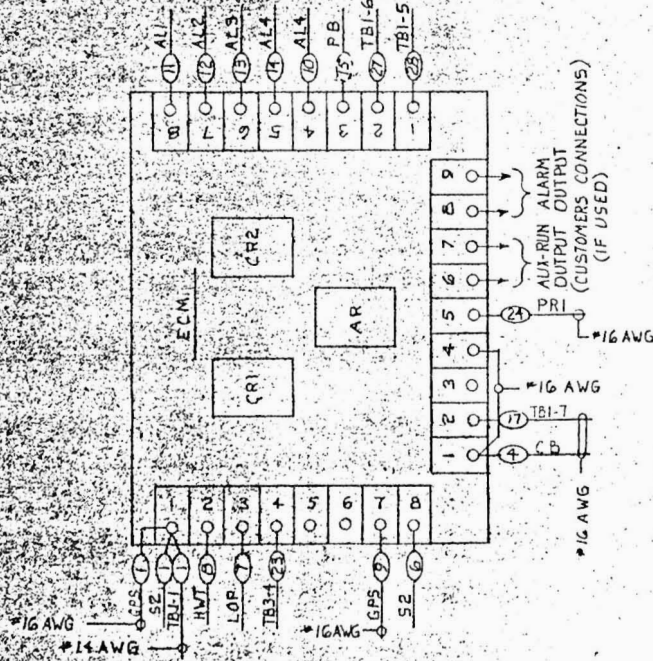 AL1
AL2
AL3
AL4
AL4
PB
TB1-6
TB1-5
11
12
13
14
10
15
27
28
8
7
6
5
4
3
2
1
ECM
CR2
CR1
AR
9
8
7
6
5
4
3
2
1
AUX-RUN ALARM
OUTPUT OUTPUT
(CUSTOMERS CONNECTIONS)
(IF USED)
24 PR1
#16 AWG
#16 AWG
17 TB1-7
4 CB
#16 AWG
1
2
3
4
5
6
7
8
1 GPS
1 S2
1 TB1-1
8 HWT
7 LOP
23 TB3-4
9 GPS
6 S2
#16 AWG
#14 AWG
#16 AWG